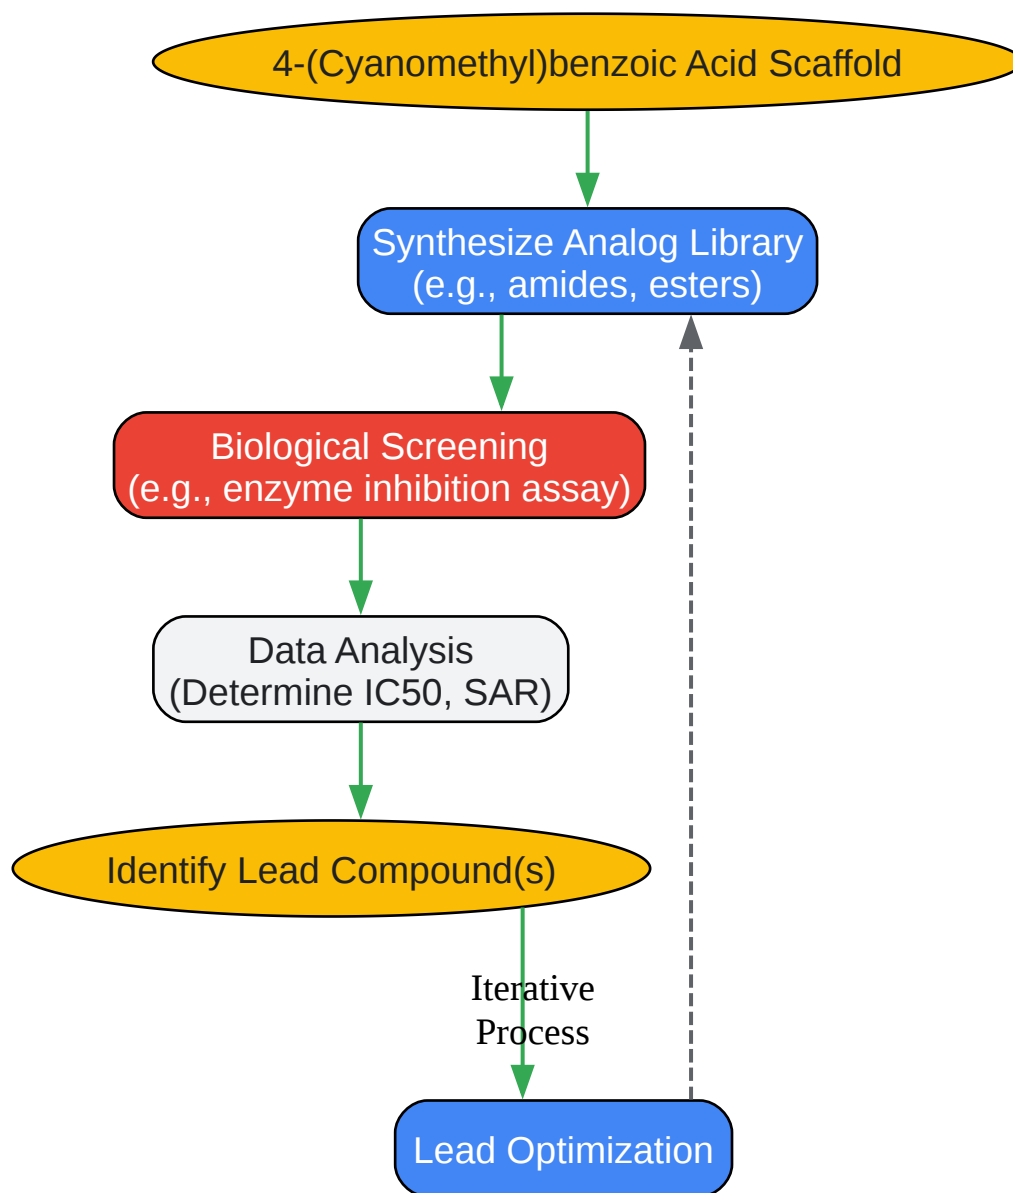 4-(Cyanomethyl)benzoic Acid Scaffold
Synthesize Analog Library
(e.g., amides, esters)
Biological Screening
(e.g., enzyme inhibition assay)
Data Analysis
(Determine IC50, SAR)
Identify Lead Compound(s)
Iterative
Process
Lead Optimization